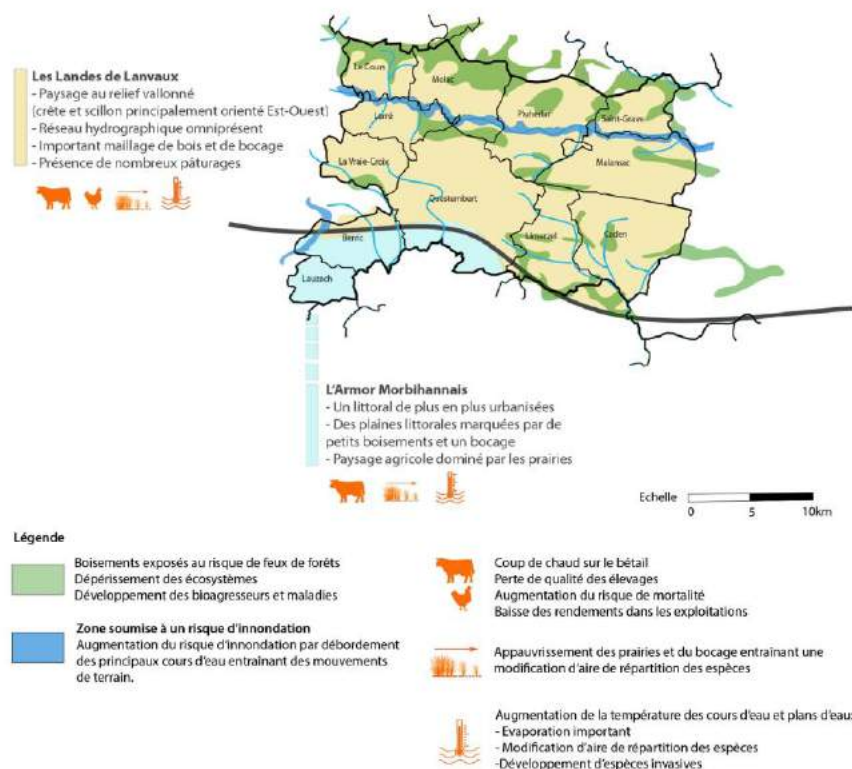 Le Cours
Molac
Pluherlin
Saint-Gravé
Larré
La Vraie-Croix
Malansac
Questembert
Limerzel
Caden
Berric
Lauzach
Les Landes de Lanvaux
- Paysage au relief vallonné
(crête et scillon principalement orienté Est-Ouest)
- Réseau hydrographique omniprésent
- Important maillage de bois et de bocage
- Présence de nombreux pâturages
L'Armor Morbihannais
- Un littoral de plus en plus urbanisées
- Des plaines littorales marquées par de
petits boisements et un bocage
- Paysage agricole dominé par les prairies
Echelle
0 5 10km
Légende
Boisements exposés au risque de feux de forêts
Dépérissement des écosystèmes
Développement des bioagresseurs et maladies
Zone soumise à un risque d'innondation
Augmentation du risque d'innondation par débordement
des principaux cours d'eau entraînant des mouvements
de terrain.
Coup de chaud sur le bétail
Perte de qualité des élevages
Augmentation du risque de mortalité
Baisse des rendements dans les exploitations
Appauvrissement des prairies et du bocage entraînant une
modification d'aire de répartition des espèces
Augmentation de la température des cours d'eau et plans d'eau:
- Evaporation important
- Modification d'aire de répartition des espèces
-Développement d'espèces invasives